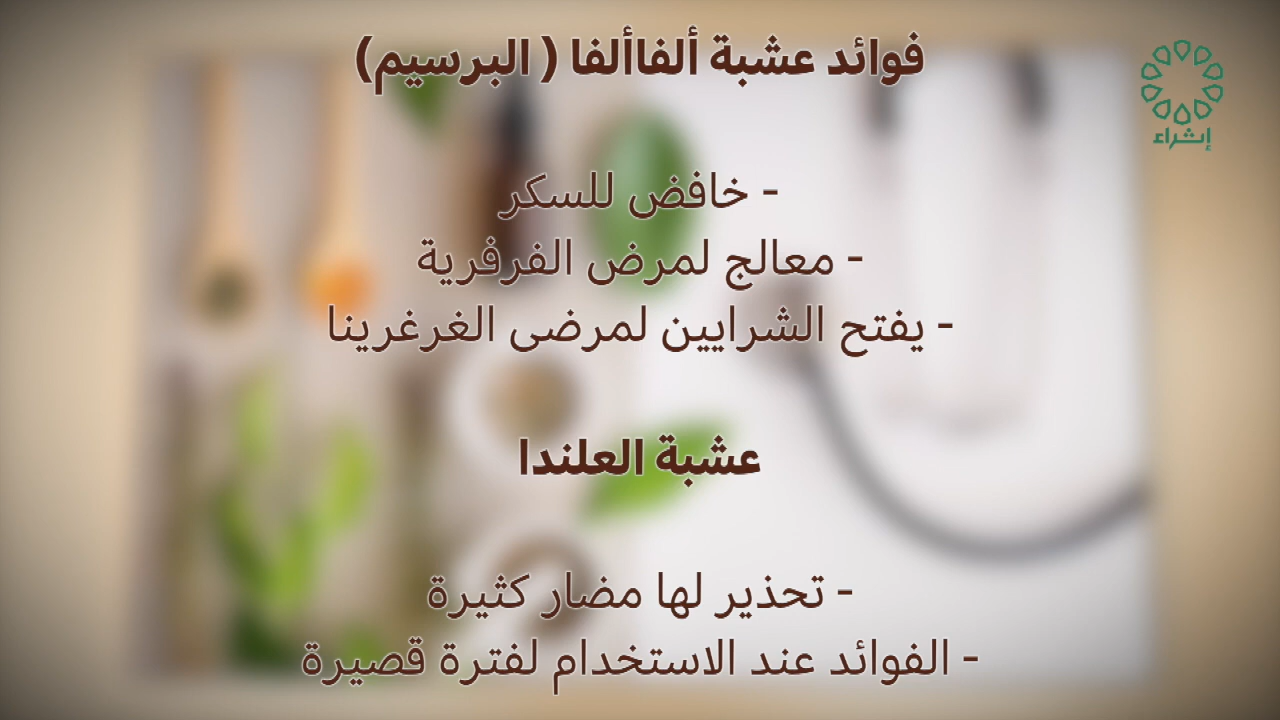 فوائد عشبة ألفاألفا ( البرسيم)
إشراء
- خافض للسكر
- معالج لمرض الفرفرية
- يفتح الشرايين لمرضى الغرغرينا
عشبة العلندا
- تحذير لها مضار كثيرة
- الفوائد عند الاستخدام لفترة قصيرة